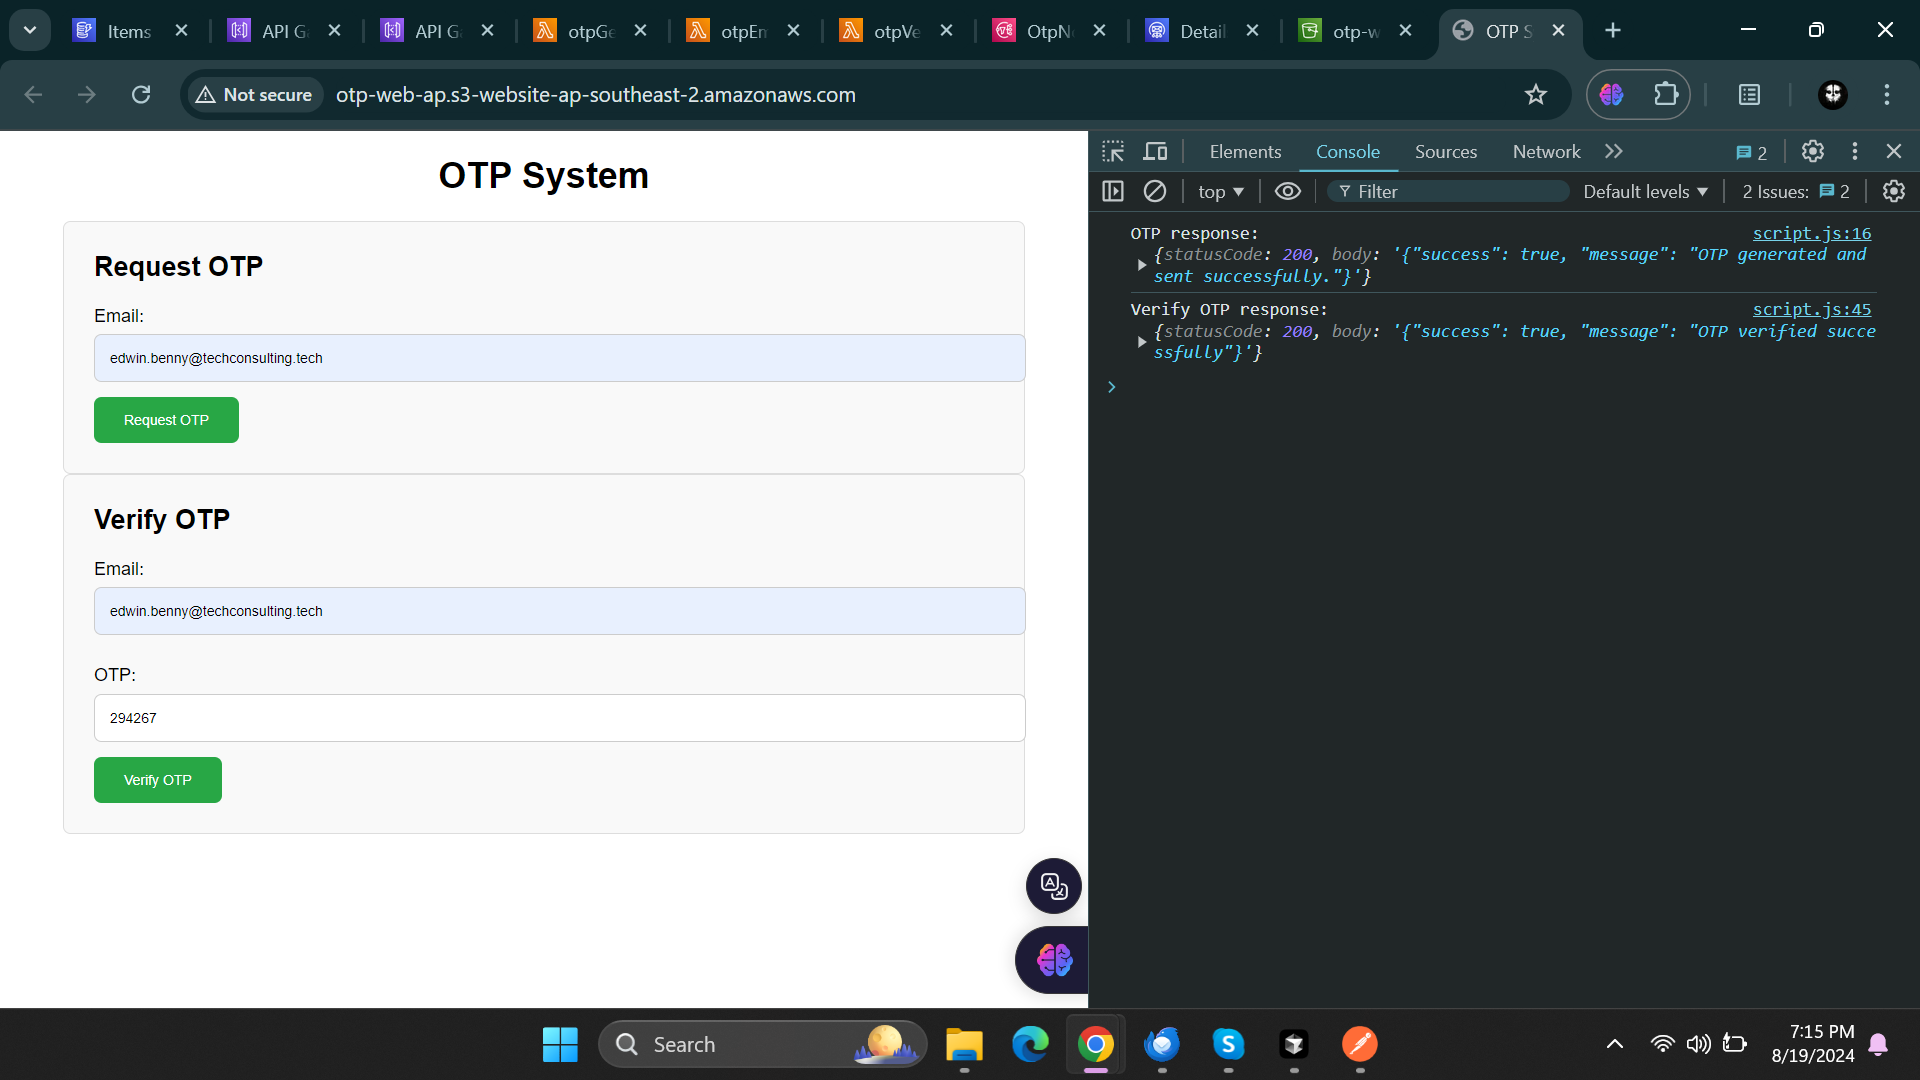 Items
API G
API G
otpGe
otpEm
otpVe
OtpN
Detail
otp-w
OTP S
Not secure
otp-web-ap.s3-website-ap-southeast-2.amazonaws.com
OTP System
Request OTP
Email:
edwin.benny@techconsulting.tech
Request OTP
Verify OTP
Email:
edwin.benny@techconsulting.tech
OTP:
294267
Verify OTP
Elements
Console
Sources
Network
2
top
Filter
Default levels
2 Issues:
2
OTP response:
script.js:16
{statusCode: 200, body: '{"success": true, "message": "OTP generated and
sent successfully."}'}
Verify OTP response:
script.js:45
{statusCode: 200, body: '{"success": true, "message": "OTP verified succe
ssfully"}'}
Search
7:15 PM
8/19/2024